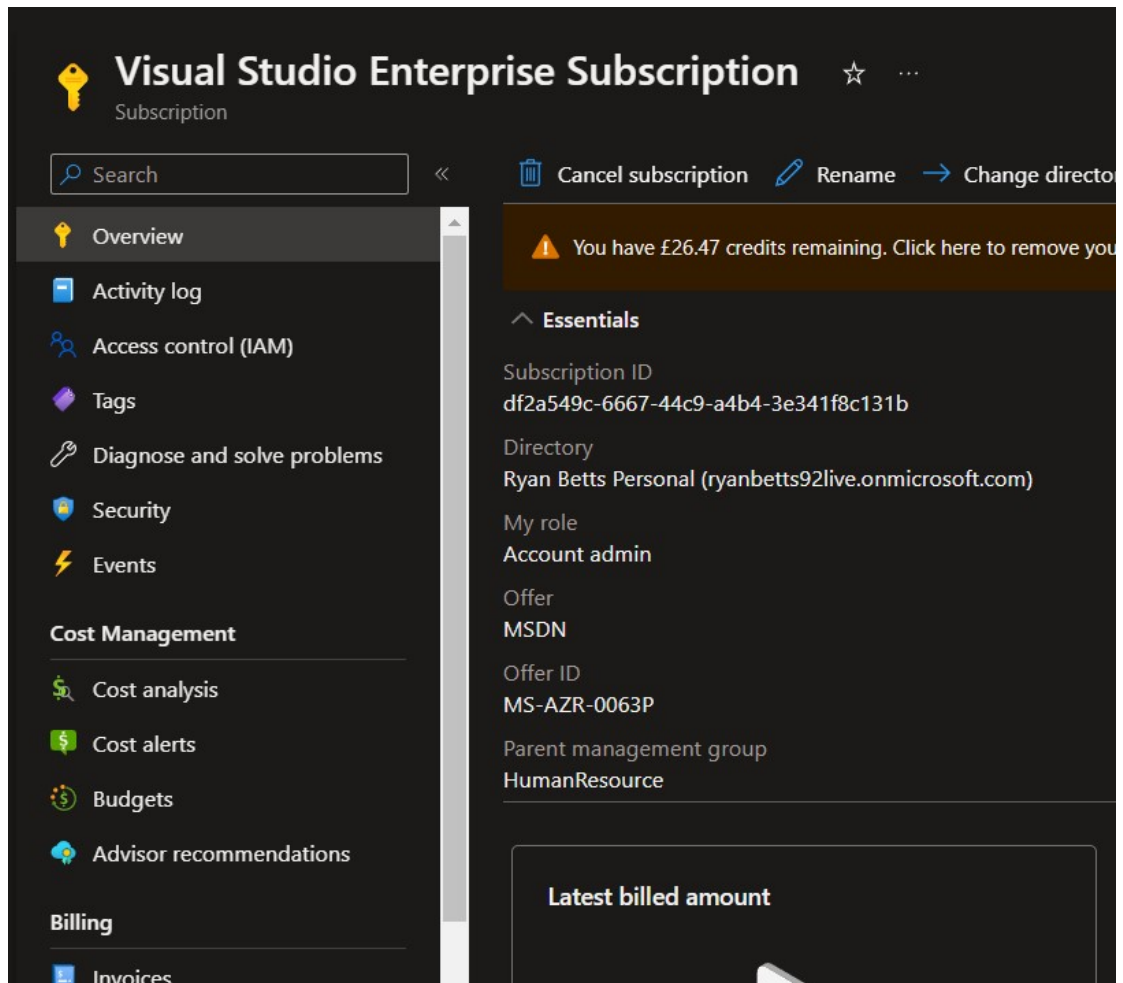 Visual Studio Enterprise Subscription
Subscription
Search
Cancel subscription Rename Change director
Overview
Activity log
Access control (IAM)
Tags
Diagnose and solve problems
Security
Events
Cost Management
Cost analysis
Cost alerts
Budgets
Advisor recommendations
Billing
Invoices
You have £26.47 credits remaining. Click here to remove you
Essentials
Subscription ID
df2a549c-6667-44c9-a4b4-3e341f8c131b
Directory
Ryan Betts Personal (ryanbetts92live.onmicrosoft.com)
My role
Account admin
Offer
MSDN
Offer ID
MS-AZR-0063P
Parent management group
HumanResource
Latest billed amount